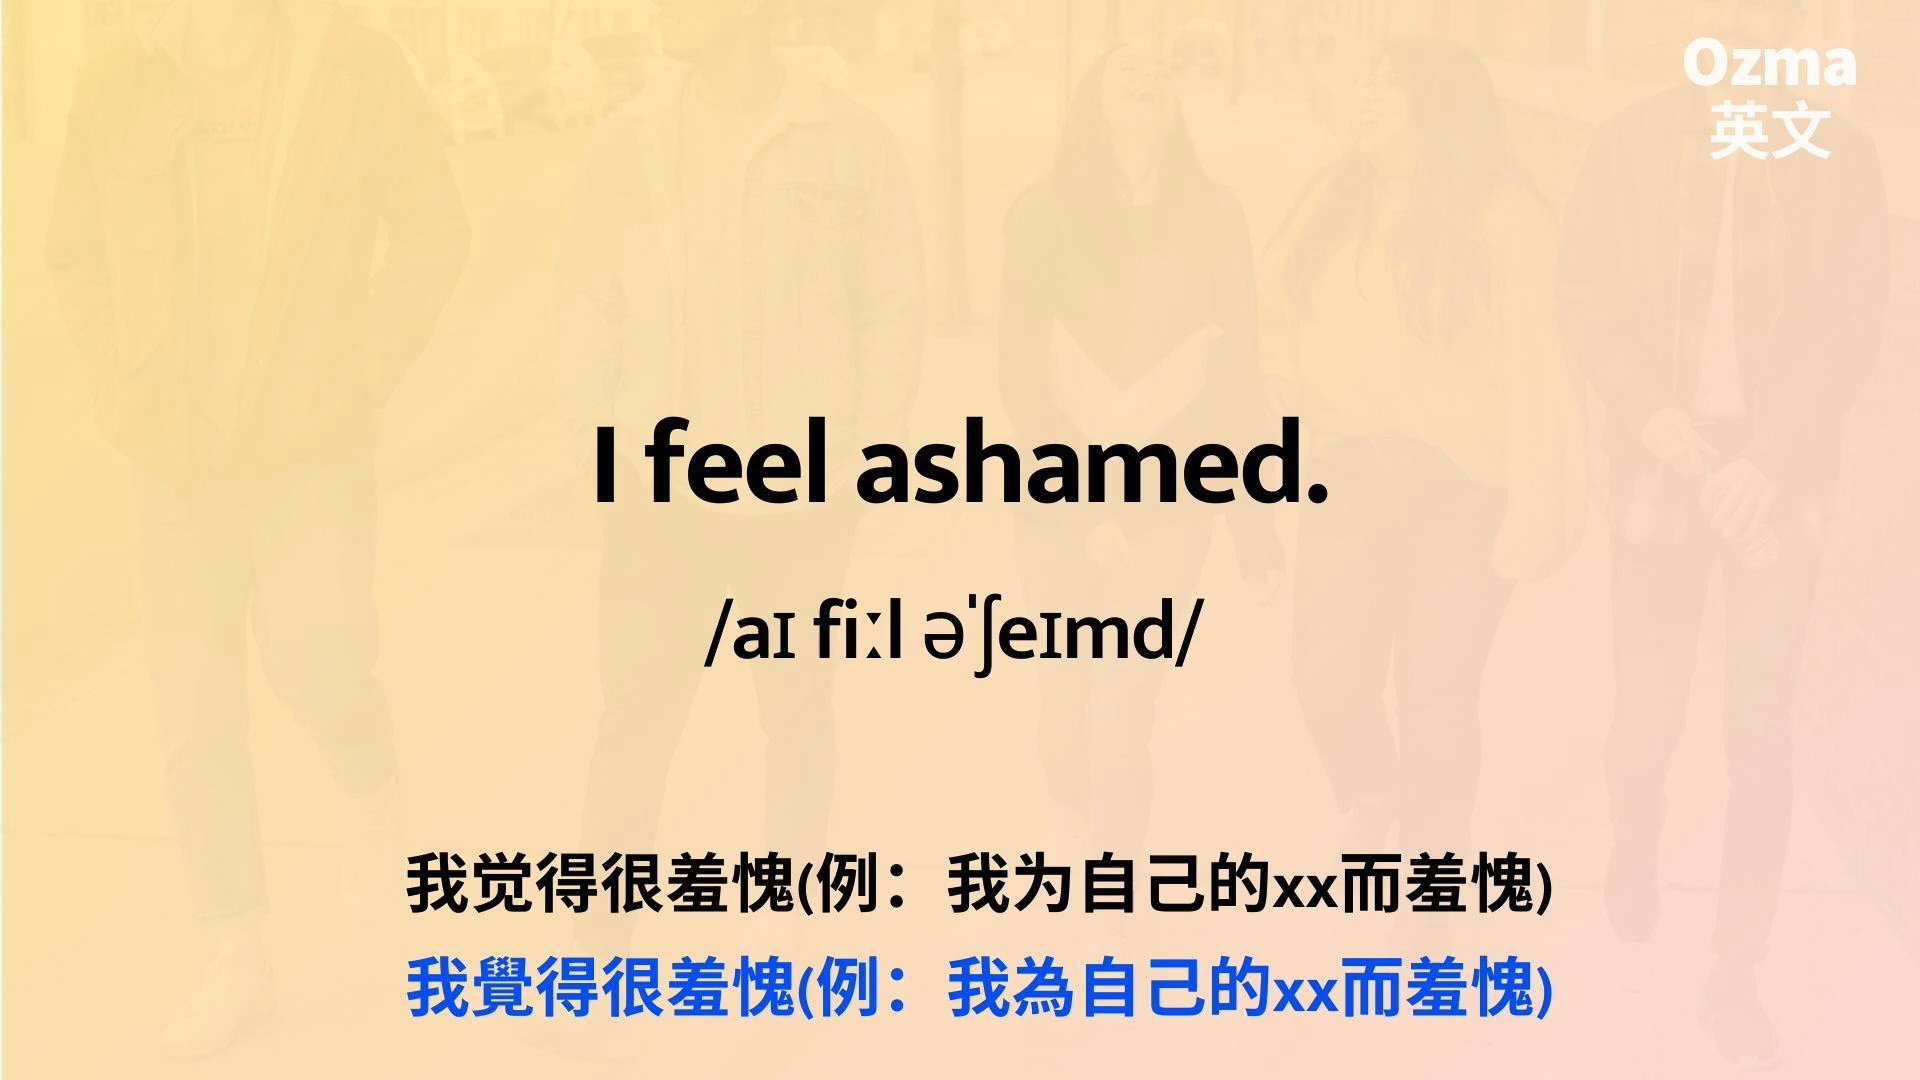 Ozma
英文
I feel ashamed.
/aɪ fiːl əˈʃeɪmd/
我觉得很羞愧(例：我为自己的xx而羞愧)
我覺得很羞愧(例：我為自己的xx而羞愧)